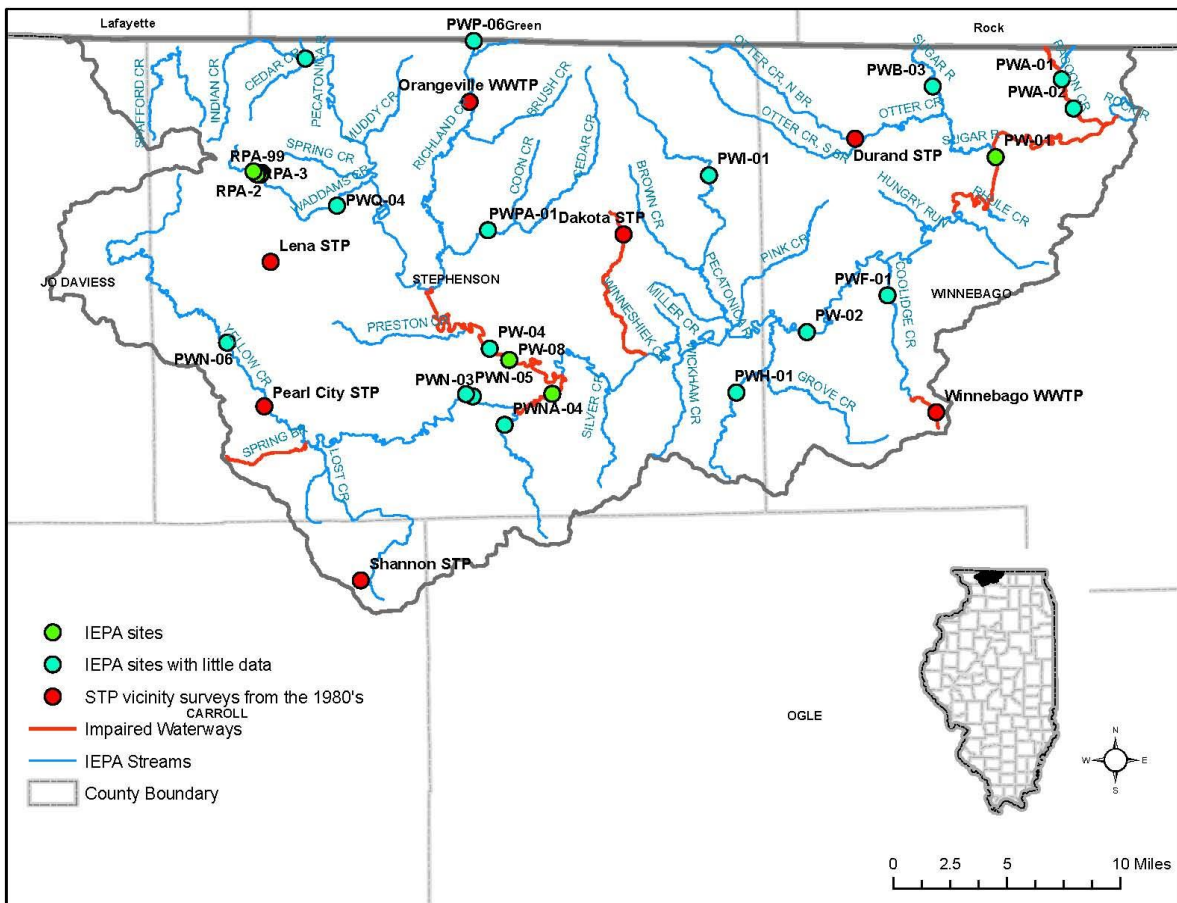 Lafayette
PWP-06
Green
Rock
STAFFORD CR
INDIAN CR
CEDAR CR
PECATONICA R
Orangeville WWTP
MUDDY CR
RICHLAND CR
BRUSH CR
OTTER CR, N BR
SUGAR R
PWB-03
PWA-01
RACOON CR
PWA-02
ROCK R
OTTER CR
OTTER CR, S BR
Durand STP
SUGAR R
PW-01
COON CR
CEDAR CR
RPA-99
SPRING CR
RPA-3
RPA-2
WADDAMS CR
PWQ-04
PWPA-01
Dakota STP
BROWN CR
PWI-01
HUNGRY RUN
RHULE CR
Lena STP
PINK CR
JO DAVIESS
STEPHENSON
PWF-01
WINNEBAGO
COOLIDGE CR
WINNESHIEK CR
MILLER CR
PECATONICA R
PRESTON CR
PW-02
YELLOW CR
PWN-06
PW-04
PW-08
WICKHAM CR
PWN-03
PWN-05
PWH-01
GROVE CR
SILVER CR
Pearl City STP
PWNA-04
Winnebago WWTP
SPRING BR
LOST CR
Shannon STP
IEPA sites
IEPA sites with little data
STP vicinity surveys from the 1980's
CARROLL
Impaired Waterways
IEPA Streams
County Boundary
OGLE
N
W
E
S
0 2.5 5 10 Miles